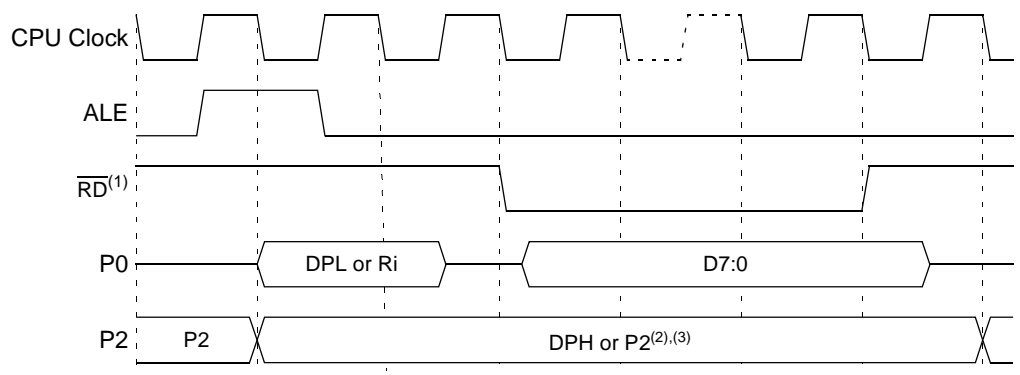 CPU Clock
ALE
RD(1)
P0 DPL or Ri D7:0
P2 P2 DPH or P2(2),(3)